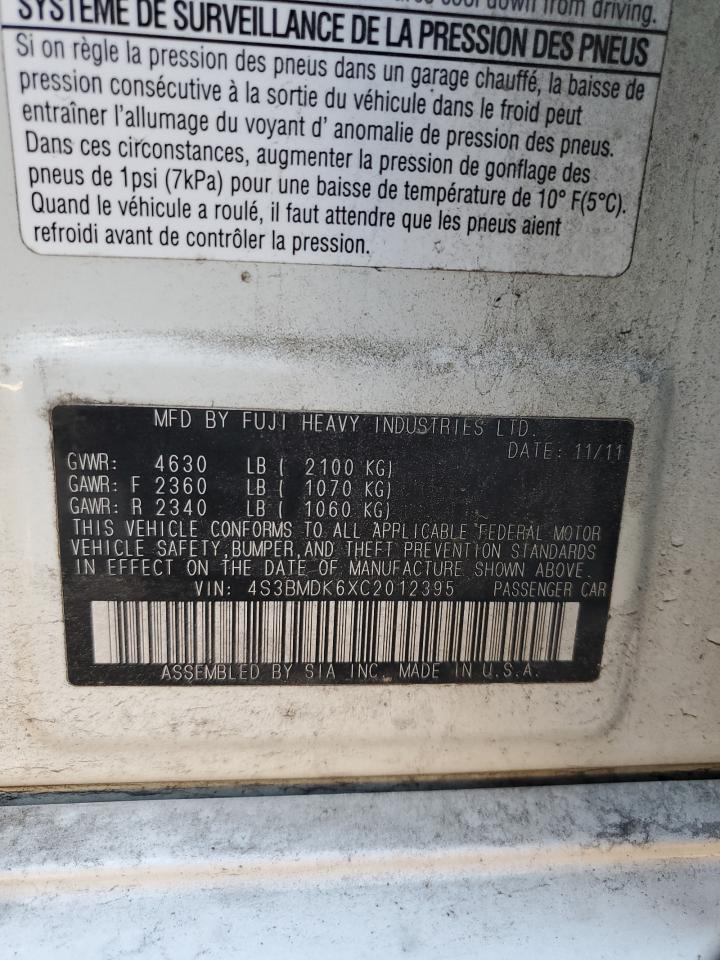 cool down from driving.
SYSTÈME DE SURVEILLANCE DE LA PRESSION DES PNEUS
Si on règle la pression des pneus dans un garage chauffé, la baisse de
pression consécutive à la sortie du véhicule dans le froid peut
entraîner l'allumage du voyant d' anomalie de pression des pneus.
Dans ces circonstances, augmenter la pression de gonflage des
pneus de 1psi (7kPa) pour une baisse de température de 10° F(5°C).
Quand le véhicule a roulé, il faut attendre que les pneus aient
refroidi avant de contrôler la pression.
MFD BY FUJI HEAVY INDUSTRIES LTD.
DATE: 11/11
GVWR: 4630 LB ( 2100 KG)
GAWR: F 2360 LB ( 1070 KG)
GAWR: R 2340 LB ( 1060 KG)
THIS VEHICLE CONFORMS TO ALL APPLICABLE FEDERAL MOTOR
VEHICLE SAFETY,BUMPER,AND THEFT PREVENTION STANDARDS
IN EFFECT ON THE DATE OF MANUFACTURE SHOWN ABOVE.
VIN: 4S3BMDK6XC2012395 PASSENGER CAR
ASSEMBLED BY SIA INC. MADE IN U.S.A.